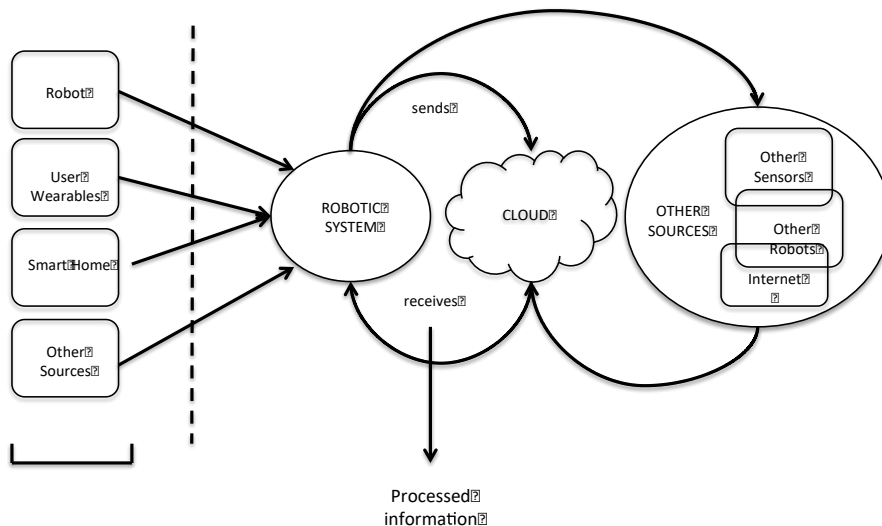 Robot
User
Wearables
Smart Home
Other
Sources
sends
ROBOTIC
SYSTEM
CLOUD
receives
OTHER
SOURCES
Other
Sensors
Other
Robots
Internet
Processed
information